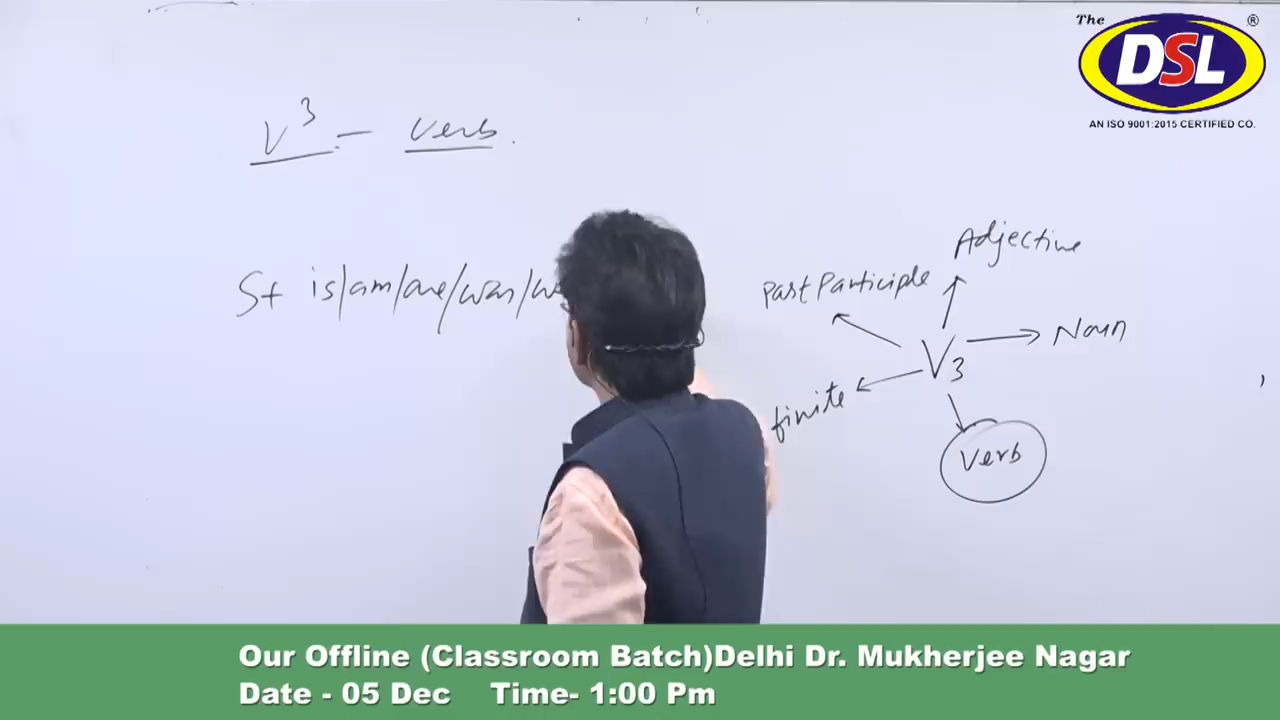 The
®
DSL
AN ISO 9001:2015 CERTIFIED CO.
V³ - Verb.
Adjective
Past Participle
St is/am/are/was/we
V3
Noun
finite
Verb
Our Offline (Classroom Batch)Delhi Dr. Mukherjee Nagar
Date - 05 Dec Time- 1:00 Pm